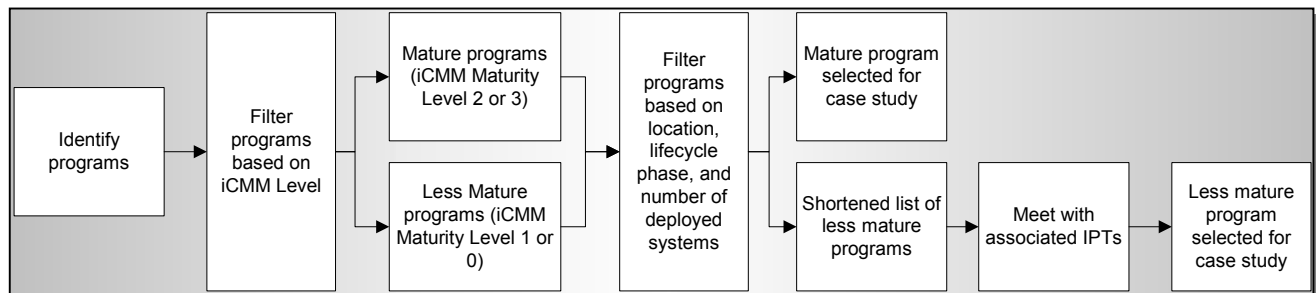 Identify
programs
Filter
programs
based on
iCMM Level
Mature programs
(iCMM Maturity
Level 2 or 3)
Less Mature
programs (iCMM
Maturity Level 1 or
0)
Filter
programs
based on
location,
lifecycle
phase, and
number of
deployed
systems
Mature program
selected for
case study
Shortened list of
less mature
programs
Meet with
associated IPTs
Less mature
program
selected for
case study